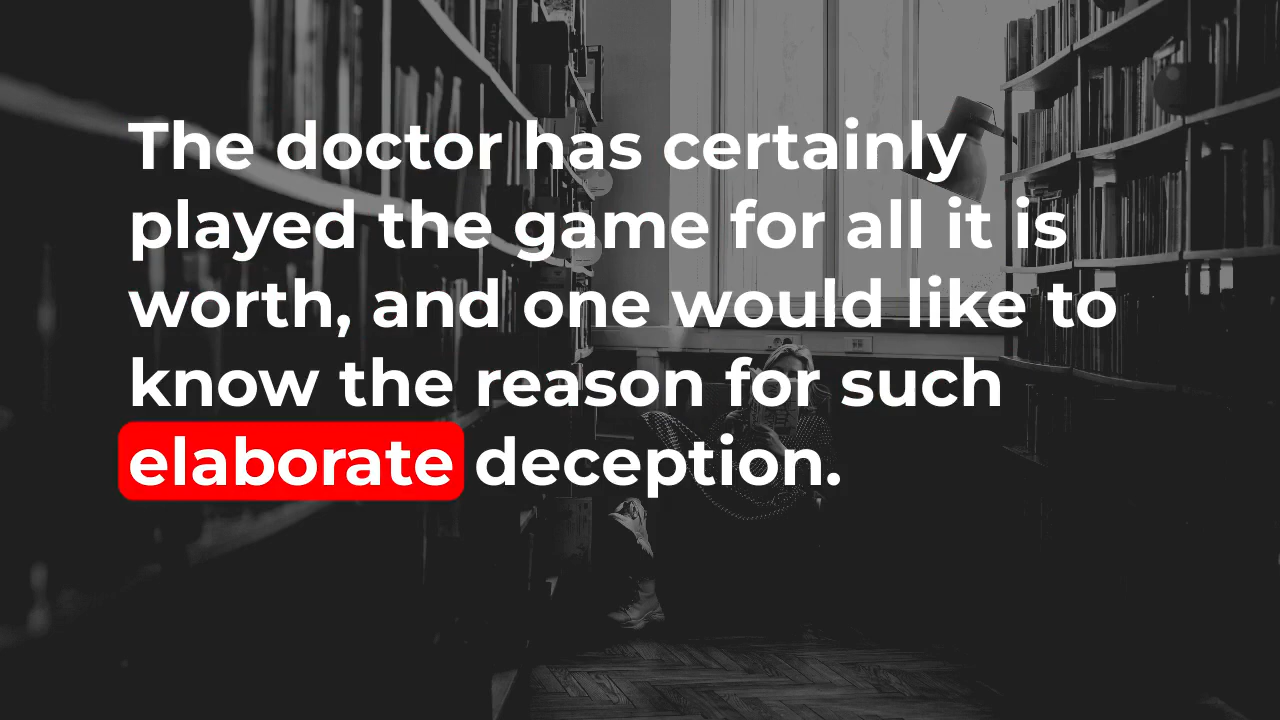 The doctor has certainly
played the game for all it is
worth, and one would like to
know the reason for such
elaborate deception.